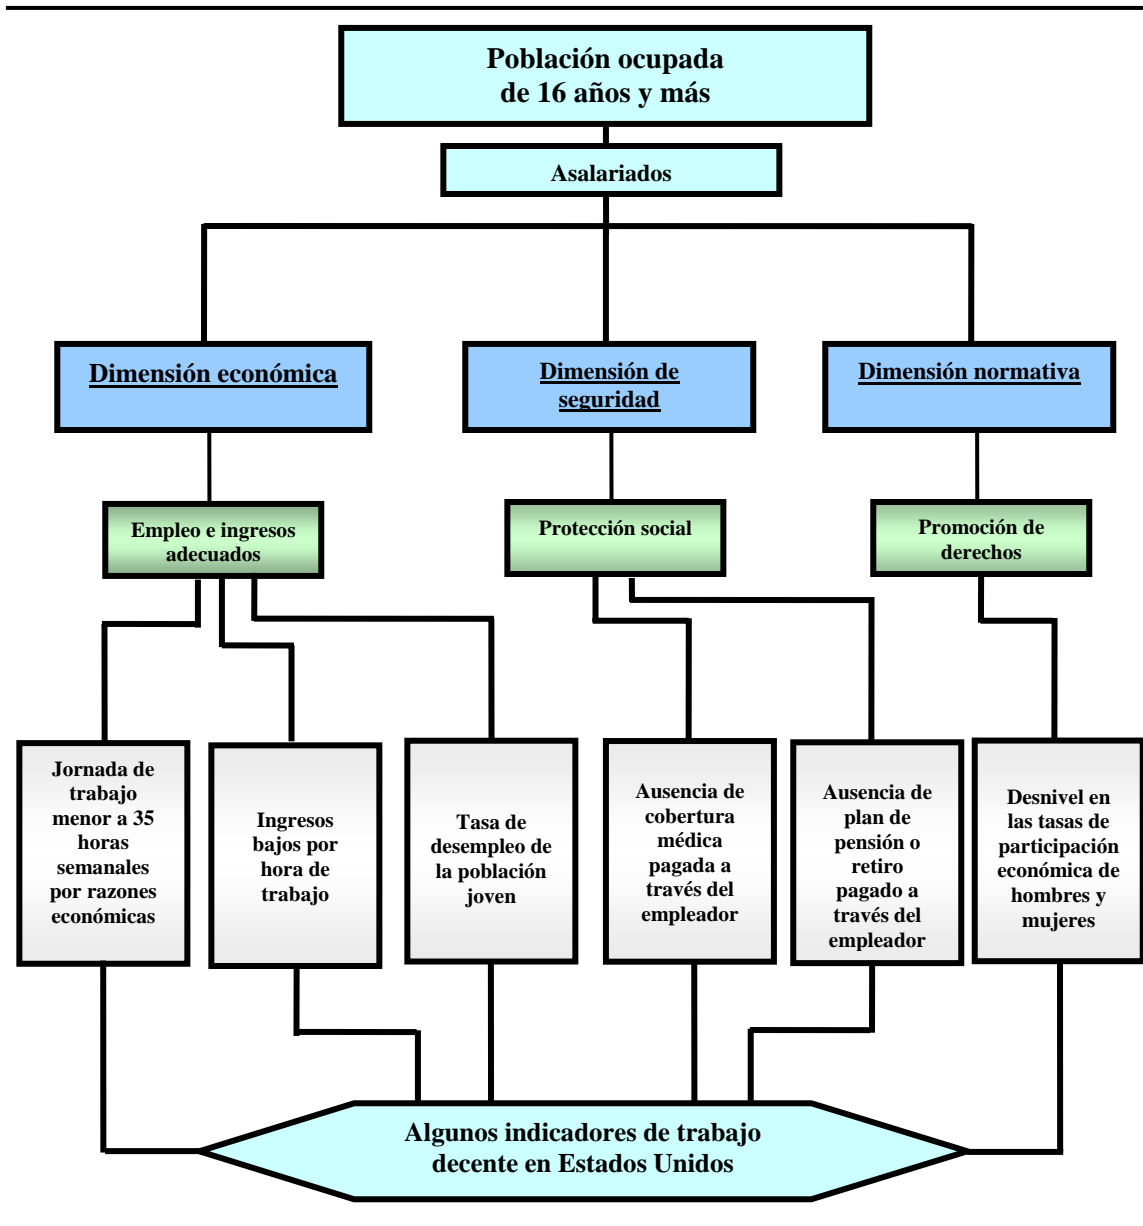 Población ocupada
de 16 años y más
Asalariados
Dimensión económica
Dimensión de
seguridad
Dimensión normativa
Empleo e ingresos
adecuados
Protección social
Promoción de
derechos
Jornada de
trabajo
menor a 35
horas
semanales
por razones
económicas
Ingresos
bajos por
hora de
trabajo
Tasa de
desempleo de
la población
joven
Ausencia de
cobertura
médica
pagada a
través del
empleador
Ausencia de
plan de
pensión o
retiro
pagado a
través del
empleador
Desnivel en
las tasas de
participación
económica de
hombres y
mujeres
Algunos indicadores de trabajo
decente en Estados Unidos